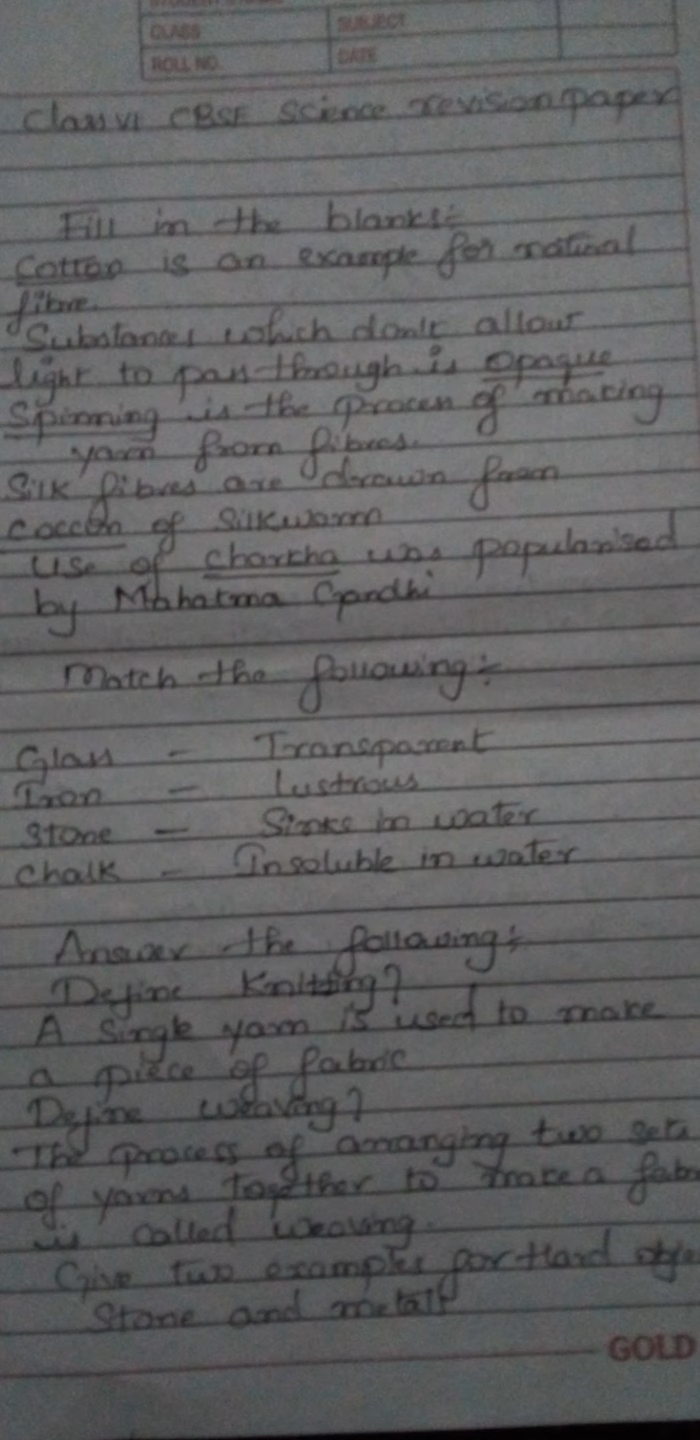 CLASS SUBJECT
ROLL NO. DATE
Class VI CBSE Science revision paper
Fill in the blanks:-
Cotton is an example for natural
fibre.
Substances which don't allow
light to pass through is opaque
Spinning is the process of making
yarn from fibres.
Silk fibres are drawn from
cocoon of silkworm
Use of charkha was popularised
by Mahatma Gandhi
Match the following:-
Glass - Transparent
Iron - lustrous
Stone - Sinks in water
Chalk - Insoluble in water
Answer the following:-
Define Knitting?
A single yarn is used to make
a piece of fabric
Define weaving?
The process of arranging two sets
of yarns together to make a fabr
is called weaving.
Give two examples for Hard obje
Stone and metal
GOLD